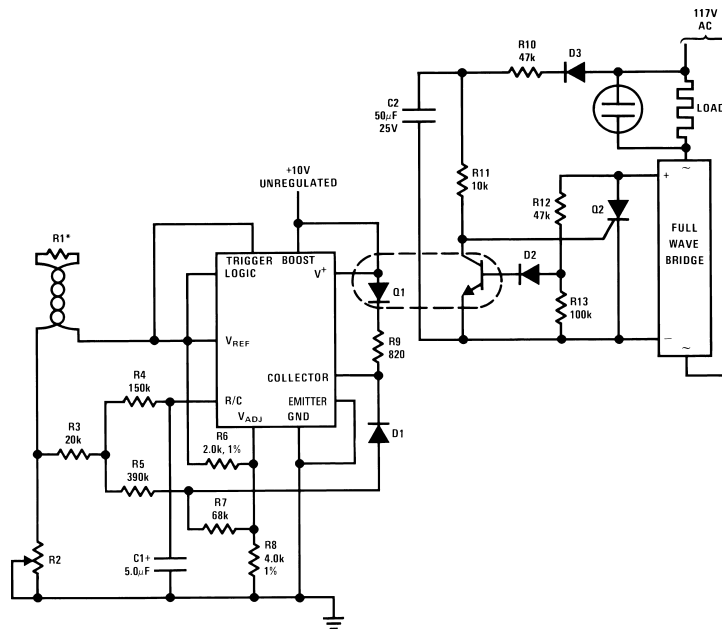 117V
AC
R10
47k
D3
C2
50µF
25V
LOAD
+10V
UNREGULATED
R11
10k
R12
47k
+
~
Q2
R1*
TRIGGER
BOOST
LOGIC
V+
Q1
D2
FULL
WAVE
BRIDGE
R13
100k
VREF
R9
820
−
~
R4
150k
COLLECTOR
R/C
EMITTER
VADJ
GND
D1
R3
20k
R6
2.0k, 1%
R5
390k
R7
68k
R2
C1+
5.0µF
R8
4.0k
1%